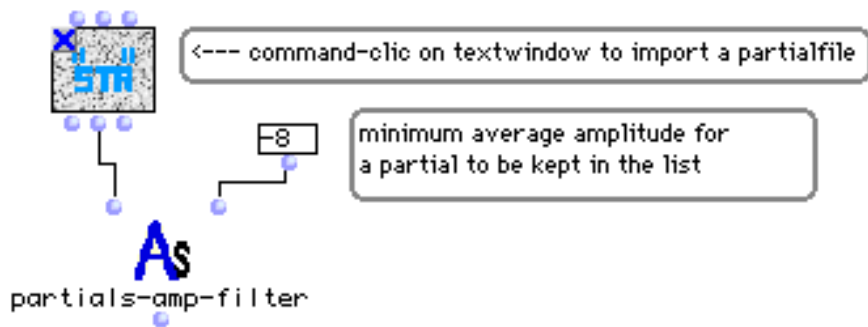 "STR"
<--- command-clic on textwindow to import a partialfile
-8
minimum average amplitude for
a partial to be kept in the list
As
partials-amp-filter